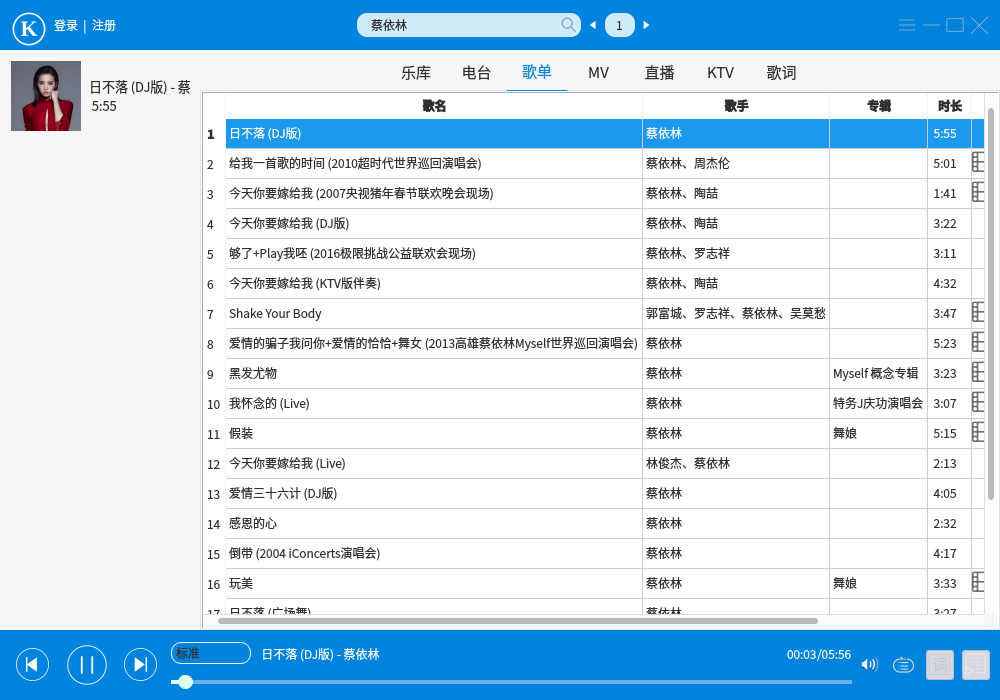 K 登录 | 注册 蔡依林 1
乐库 电台 歌单 MV 直播 KTV 歌词
日不落 (DJ版) - 蔡
5:55
歌名 歌手 专辑 时长
1 日不落 (DJ版) 蔡依林 5:55
2 给我一首歌的时间 (2010超时代世界巡回演唱会) 蔡依林、周杰伦 5:01
3 今天你要嫁给我 (2007央视猪年春节联欢晚会现场) 蔡依林、陶喆 1:41
4 今天你要嫁给我 (DJ版) 蔡依林、陶喆 3:22
5 够了+Play我呸 (2016极限挑战公益联欢会现场) 蔡依林、罗志祥 3:11
6 今天你要嫁给我 (KTV版伴奏) 蔡依林、陶喆 4:32
7 Shake Your Body 郭富城、罗志祥、蔡依林、吴莫愁 3:47
8 爱情的骗子我问你+爱情的恰恰+舞女 (2013高雄蔡依林Myself世界巡回演唱会) 蔡依林 5:23
9 黑发尤物 蔡依林 Myself 概念专辑 3:23
10 我怀念的 (Live) 蔡依林 特务J庆功演唱会 3:07
11 假装 蔡依林 舞娘 5:15
12 今天你要嫁给我 (Live) 林俊杰、蔡依林 2:13
13 爱情三十六计 (DJ版) 蔡依林 4:05
14 感恩的心 蔡依林 2:32
15 倒带 (2004 iConcerts演唱会) 蔡依林 4:17
16 玩美 蔡依林 舞娘 3:33
17 日不落 (广场舞) 蔡依林 3:27
标准 日不落 (DJ版) - 蔡依林 00:03/05:56 词